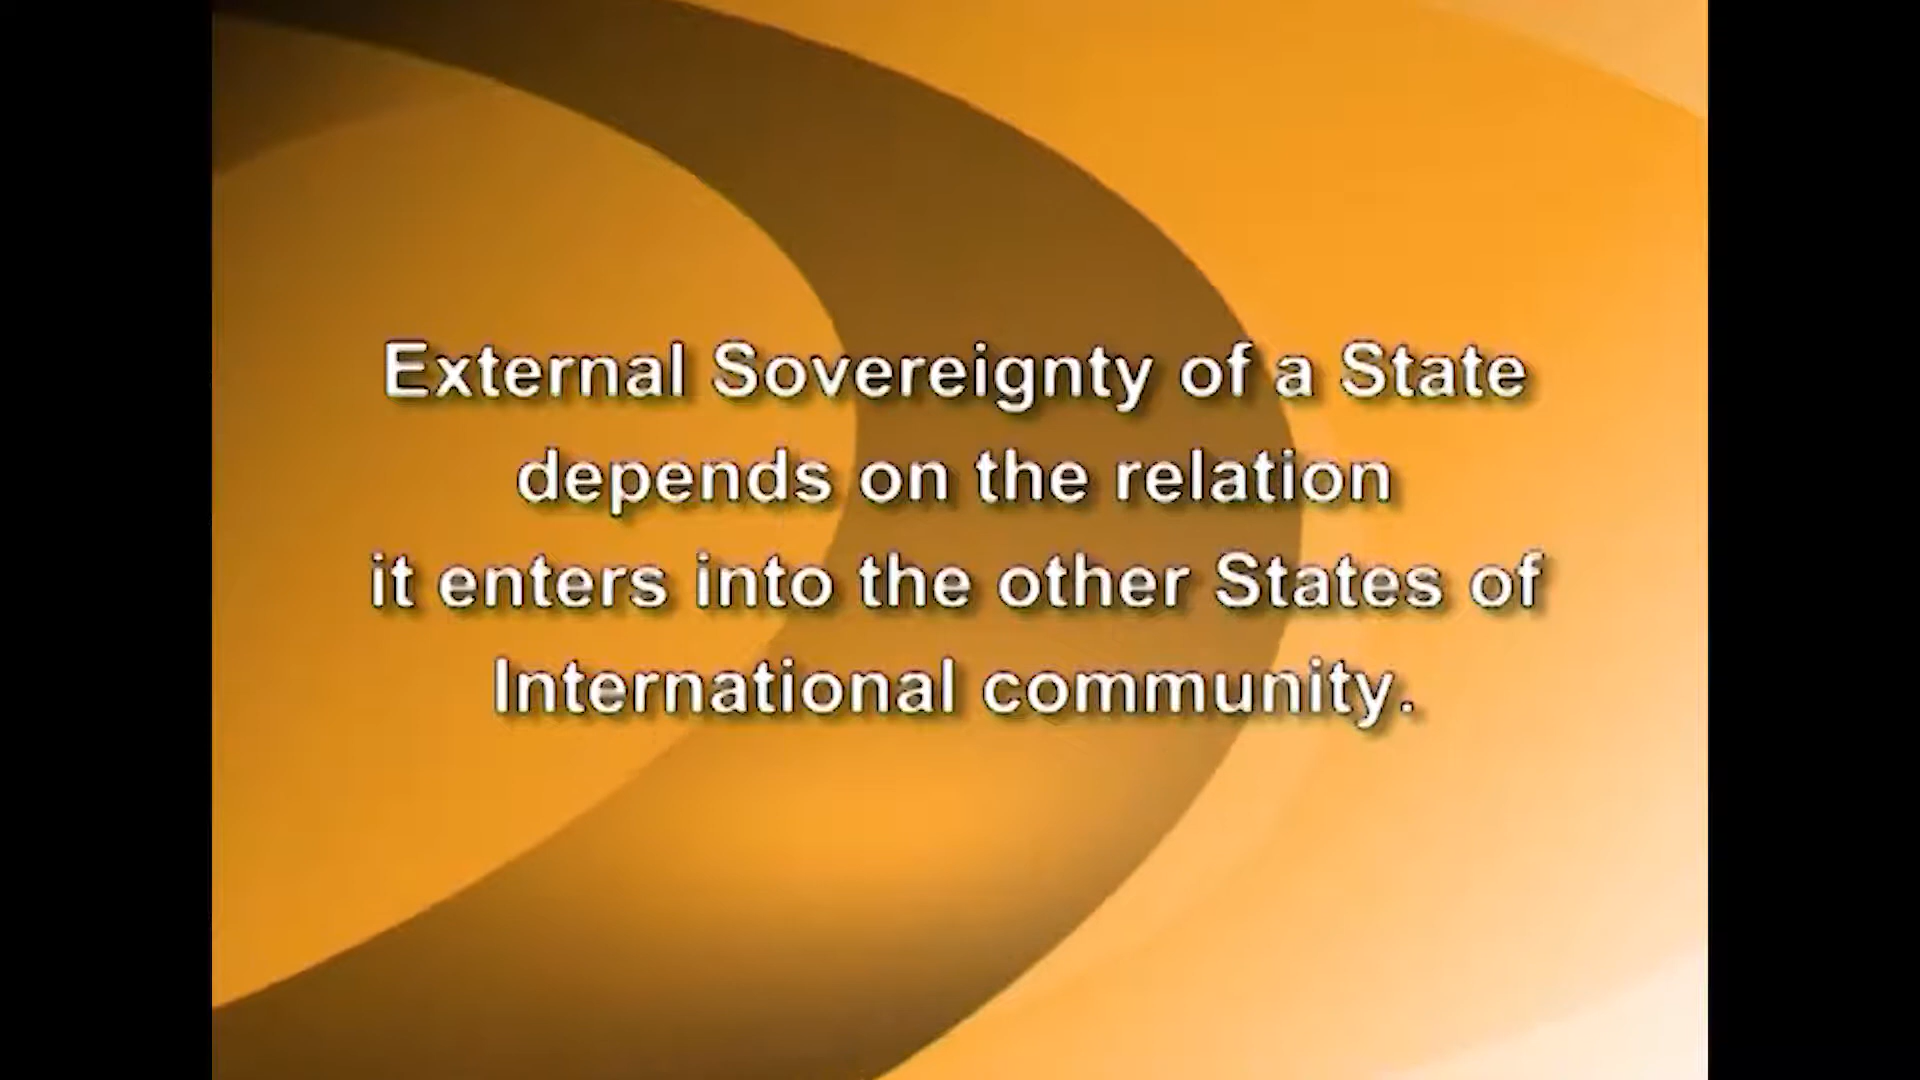 External Sovereignty of a State
depends on the relation
it enters into the other States of
International community.